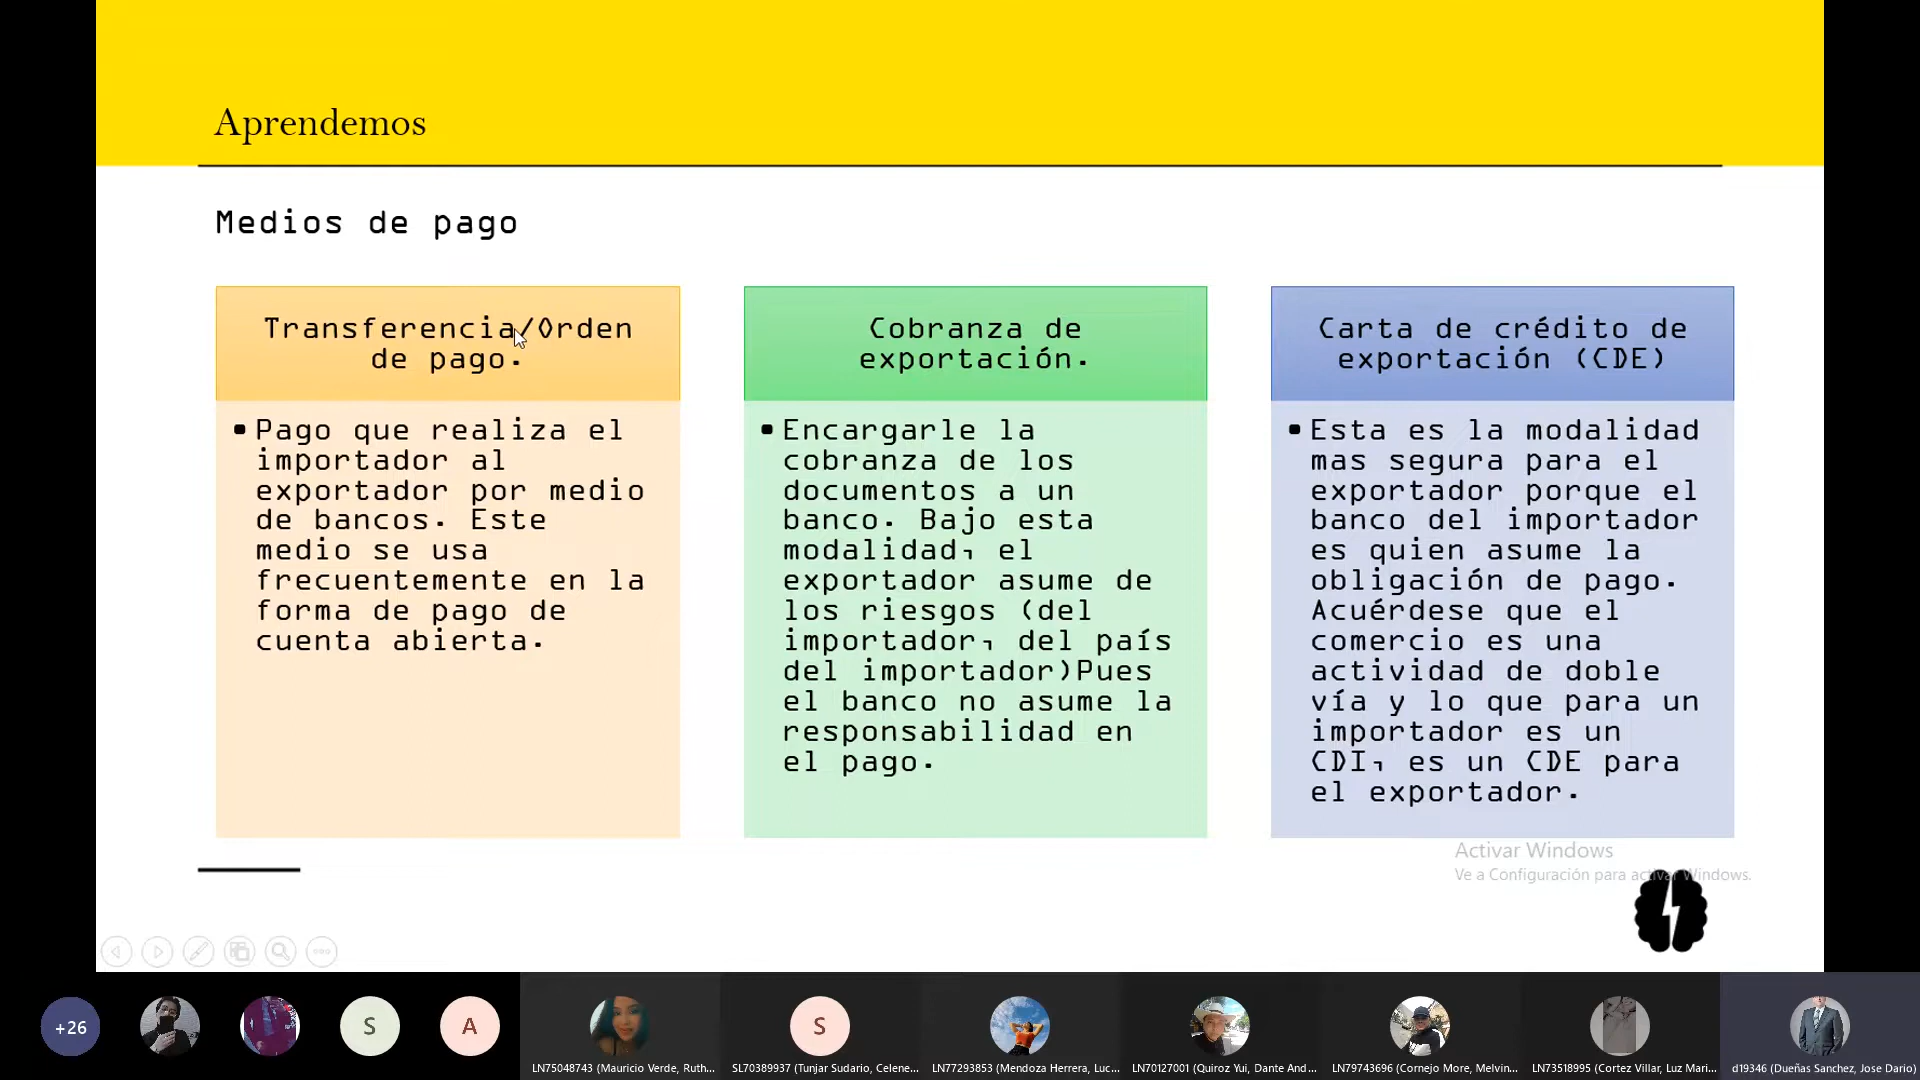 Aprendemos
Medios de pago
Transferencia/Orden
de pago.
Pago que realiza el
importador al
exportador por medio
de bancos. Este
medio se usa
frecuentemente en la
forma de pago de
cuenta abierta.
Cobranza de
exportación.
Encargarle la
cobranza de los
documentos a un
banco. Bajo esta
modalidad, el
exportador asume de
los riesgos (del
importador, del país
del importador)Pues
el banco no asume la
responsabilidad en
el pago.
Carta de crédito de
exportación (CDE)
Esta es la modalidad
mas segura para el
exportador porque el
banco del importador
es quien asume la
obligación de pago.
Acuérdese que el
comercio es una
actividad de doble
vía y lo que para un
importador es un
CDI, es un CDE para
el exportador.
Activar Windows
Ve a Configuración para activar Windows.
+26
S
A
S
LN75048743 (Mauricio Verde, Ruth...
SL70389937 (Tunjar Sudario, Celene...
LN77293853 (Mendoza Herrera, Luc...
LN70127001 (Quiroz Yui, Dante And...
LN79743696 (Cornejo More, Melvin...
LN73518995 (Cortez Villar, Luz Mari...
d19346 (Dueñas Sanchez, Jose Dario)